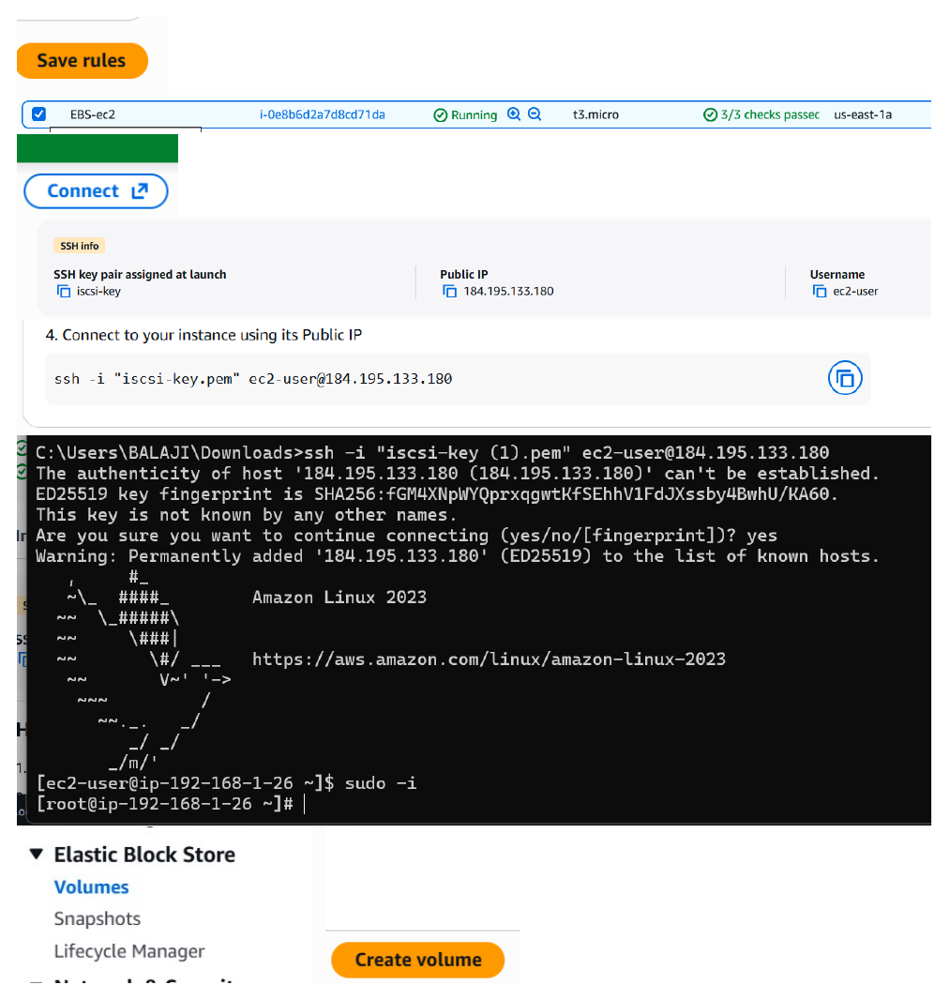 Save rules
EBS-ec2 i-0e8b6d2a7d8cd71da Running t3.micro 3/3 checks passec us-east-1a
Connect
SSH info
SSH key pair assigned at launch Public IP Username
iscsi-key 184.195.133.180 ec2-user
4. Connect to your instance using its Public IP
ssh -i "iscsi-key.pem" ec2-user@184.195.133.180
C:\Users\BALAJI\Downloads>ssh -i "iscsi-key (1).pem" ec2-user@184.195.133.180
The authenticity of host '184.195.133.180 (184.195.133.180)' can't be established.
ED25519 key fingerprint is SHA256:fGM4XNpWYQprxqgwtKfSEhhV1FdJXssby4BwhU/KA60.
This key is not known by any other names.
Are you sure you want to continue connecting (yes/no/[fingerprint])? yes
Warning: Permanently added '184.195.133.180' (ED25519) to the list of known hosts.
   ,     #_
   ~\_  ####_        Amazon Linux 2023
  ~~  \_#####\
  ~~     \###|
  ~~       \#/ ___   https://aws.amazon.com/linux/amazon-linux-2023
   ~~       V~' '->
    ~~~         /
      ~~._.   _/
         _/ _/
       _/m/'
[ec2-user@ip-192-168-1-26 ~]$ sudo -i
[root@ip-192-168-1-26 ~]#
Elastic Block Store
Volumes
Snapshots
Lifecycle Manager
Create volume